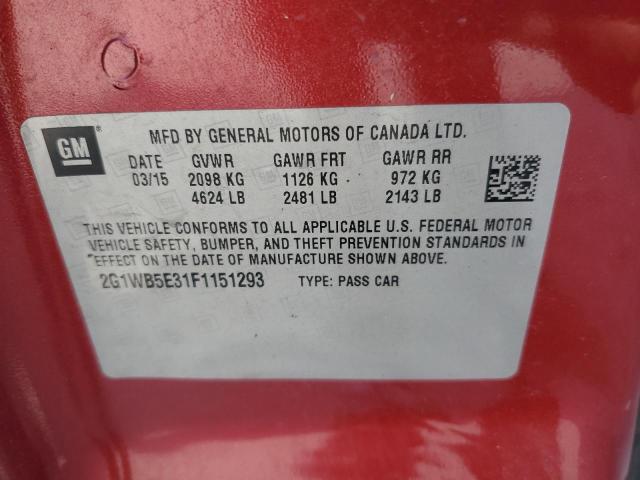 GM®
MFD BY GENERAL MOTORS OF CANADA LTD.
DATE GVWR GAWR FRT GAWR RR
03/15 2098 KG 1126 KG 972 KG
4624 LB 2481 LB 2143 LB
THIS VEHICLE CONFORMS TO ALL APPLICABLE U.S. FEDERAL MOTOR
VEHICLE SAFETY, BUMPER, AND THEFT PREVENTION STANDARDS IN
EFFECT ON THE DATE OF MANUFACTURE SHOWN ABOVE.
2G1WB5E31F1151293 TYPE: PASS CAR